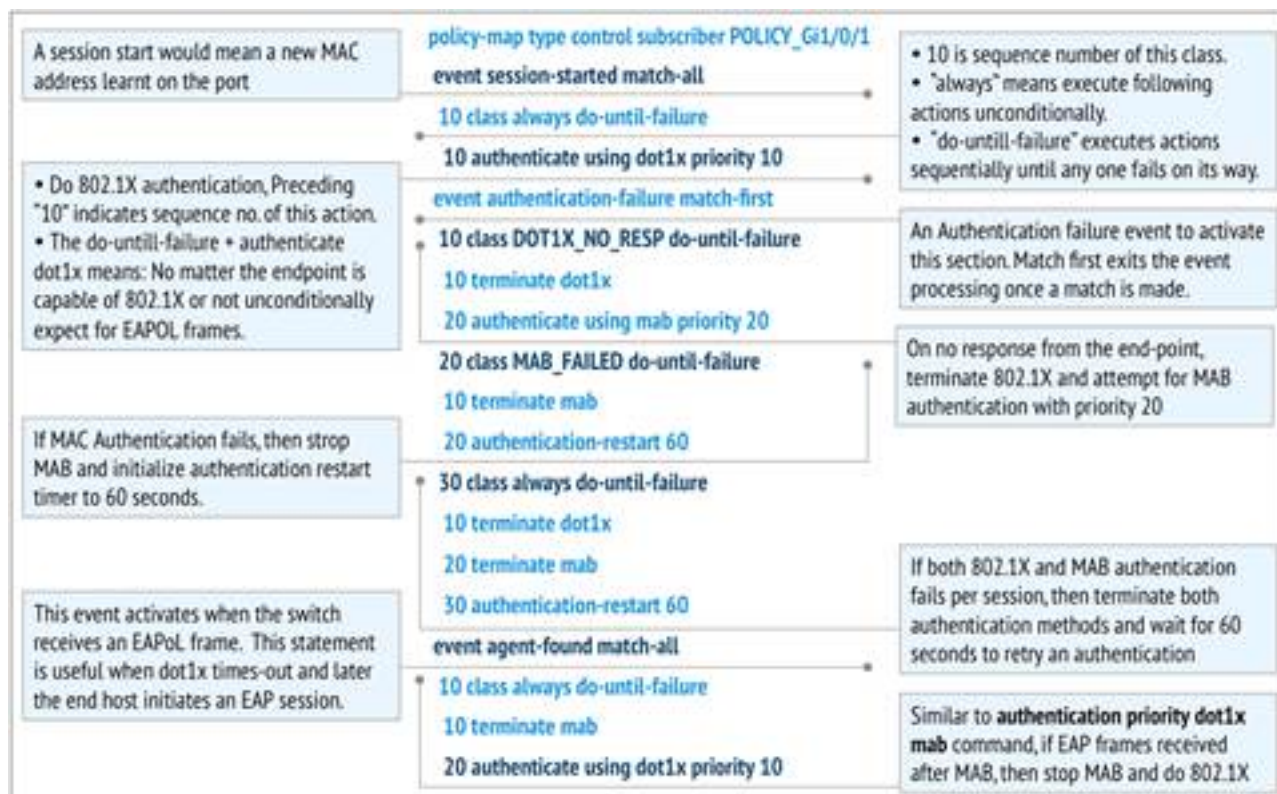 policy-map type control subscriber POLICY_Gi1/0/1
A session start would mean a new MAC
address learnt on the port
event session-started match-all
• 10 is sequence number of this class.
• "always" means execute following
actions unconditionally.
• "do-untill-failure" executes actions
sequentially until any one fails on its way.
10 class always do-until-failure
10 authenticate using dot1x priority 10
• Do 802.1X authentication, Preceding
"10" indicates sequence no. of this action.
• The do-untill-failure + authenticate
dot1x means: No matter the endpoint is
capable of 802.1X or not unconditionally
expect for EAPOL frames.
event authentication-failure match-first
An Authentication failure event to activate
this section. Match first exits the event
processing once a match is made.
10 class DOT1X_NO_RESP do-until-failure
10 terminate dot1x
20 authenticate using mab priority 20
On no response from the end-point,
terminate 802.1X and attempt for MAB
authentication with priority 20
20 class MAB_FAILED do-until-failure
10 terminate mab
20 authentication-restart 60
If MAC Authentication fails, then strop
MAB and initialize authentication restart
timer to 60 seconds.
30 class always do-until-failure
10 terminate dot1x
20 terminate mab
30 authentication-restart 60
If both 802.1X and MAB authentication
fails per session, then terminate both
authentication methods and wait for 60
seconds to retry an authentication
This event activates when the switch
receives an EAPoL frame. This statement
is useful when dot1x times-out and later
the end host initiates an EAP session.
event agent-found match-all
10 class always do-until-failure
10 terminate mab
20 authenticate using dot1x priority 10
Similar to authentication priority dot1x
mab command, if EAP frames received
after MAB, then stop MAB and do 802.1X